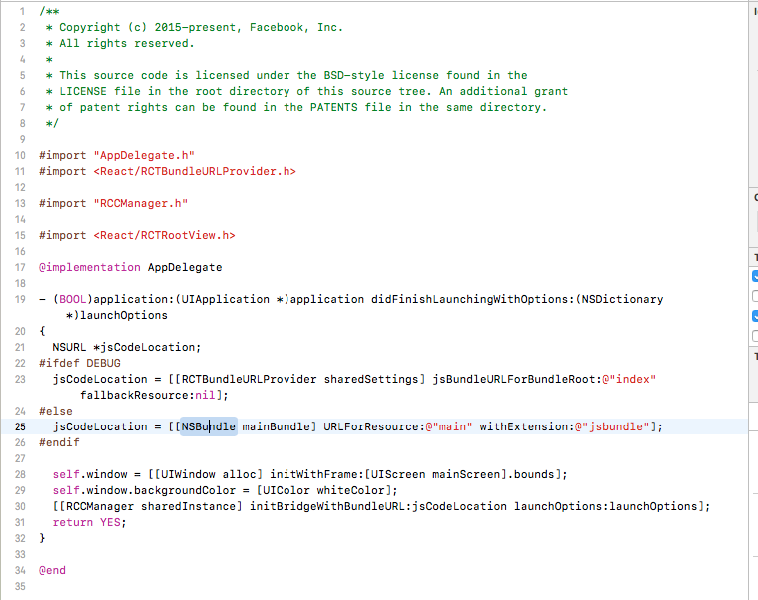 1 /**
2  * Copyright (c) 2015-present, Facebook, Inc.
3  * All rights reserved.
4  *
5  * This source code is licensed under the BSD-style license found in the
6  * LICENSE file in the root directory of this source tree. An additional grant
7  * of patent rights can be found in the PATENTS file in the same directory.
8  */
9
10 #import "AppDelegate.h"
11 #import <React/RCTBundleURLProvider.h>
12
13 #import "RCCManager.h"
14
15 #import <React/RCTRootView.h>
16
17 @implementation AppDelegate
18
19 - (BOOL)application:(UIApplication *)application didFinishLaunchingWithOptions:(NSDictionary
*)launchOptions
20 {
21   NSURL *jsCodeLocation;
22 #ifdef DEBUG
23   jsCodeLocation = [[RCTBundleURLProvider sharedSettings] jsBundleURLForBundleRoot:@"index"
fallbackResource:nil];
24 #else
25   jsCodeLocation = [[NSBundle mainBundle] URLForResource:@"main" withExtension:@"jsbundle"];
26 #endif
27
28   self.window = [[UIWindow alloc] initWithFrame:[UIScreen mainScreen].bounds];
29   self.window.backgroundColor = [UIColor whiteColor];
30   [[RCCManager sharedInstance] initBridgeWithBundleURL:jsCodeLocation launchOptions:launchOptions];
31   return YES;
32 }
33
34 @end
35